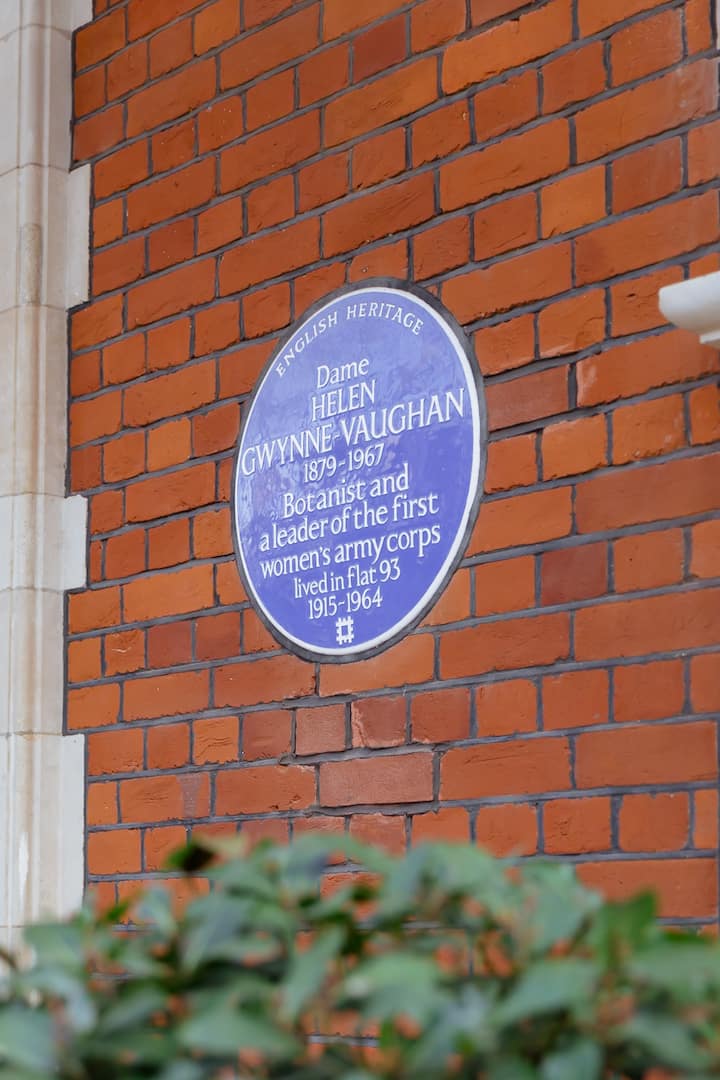 ENGLISH HERITAGE
Dame
HELEN
GWYNNE-VAUGHAN
1879-1967
Botanist and
a leader of the first
women's army corps
lived in Flat 93
1915-1964